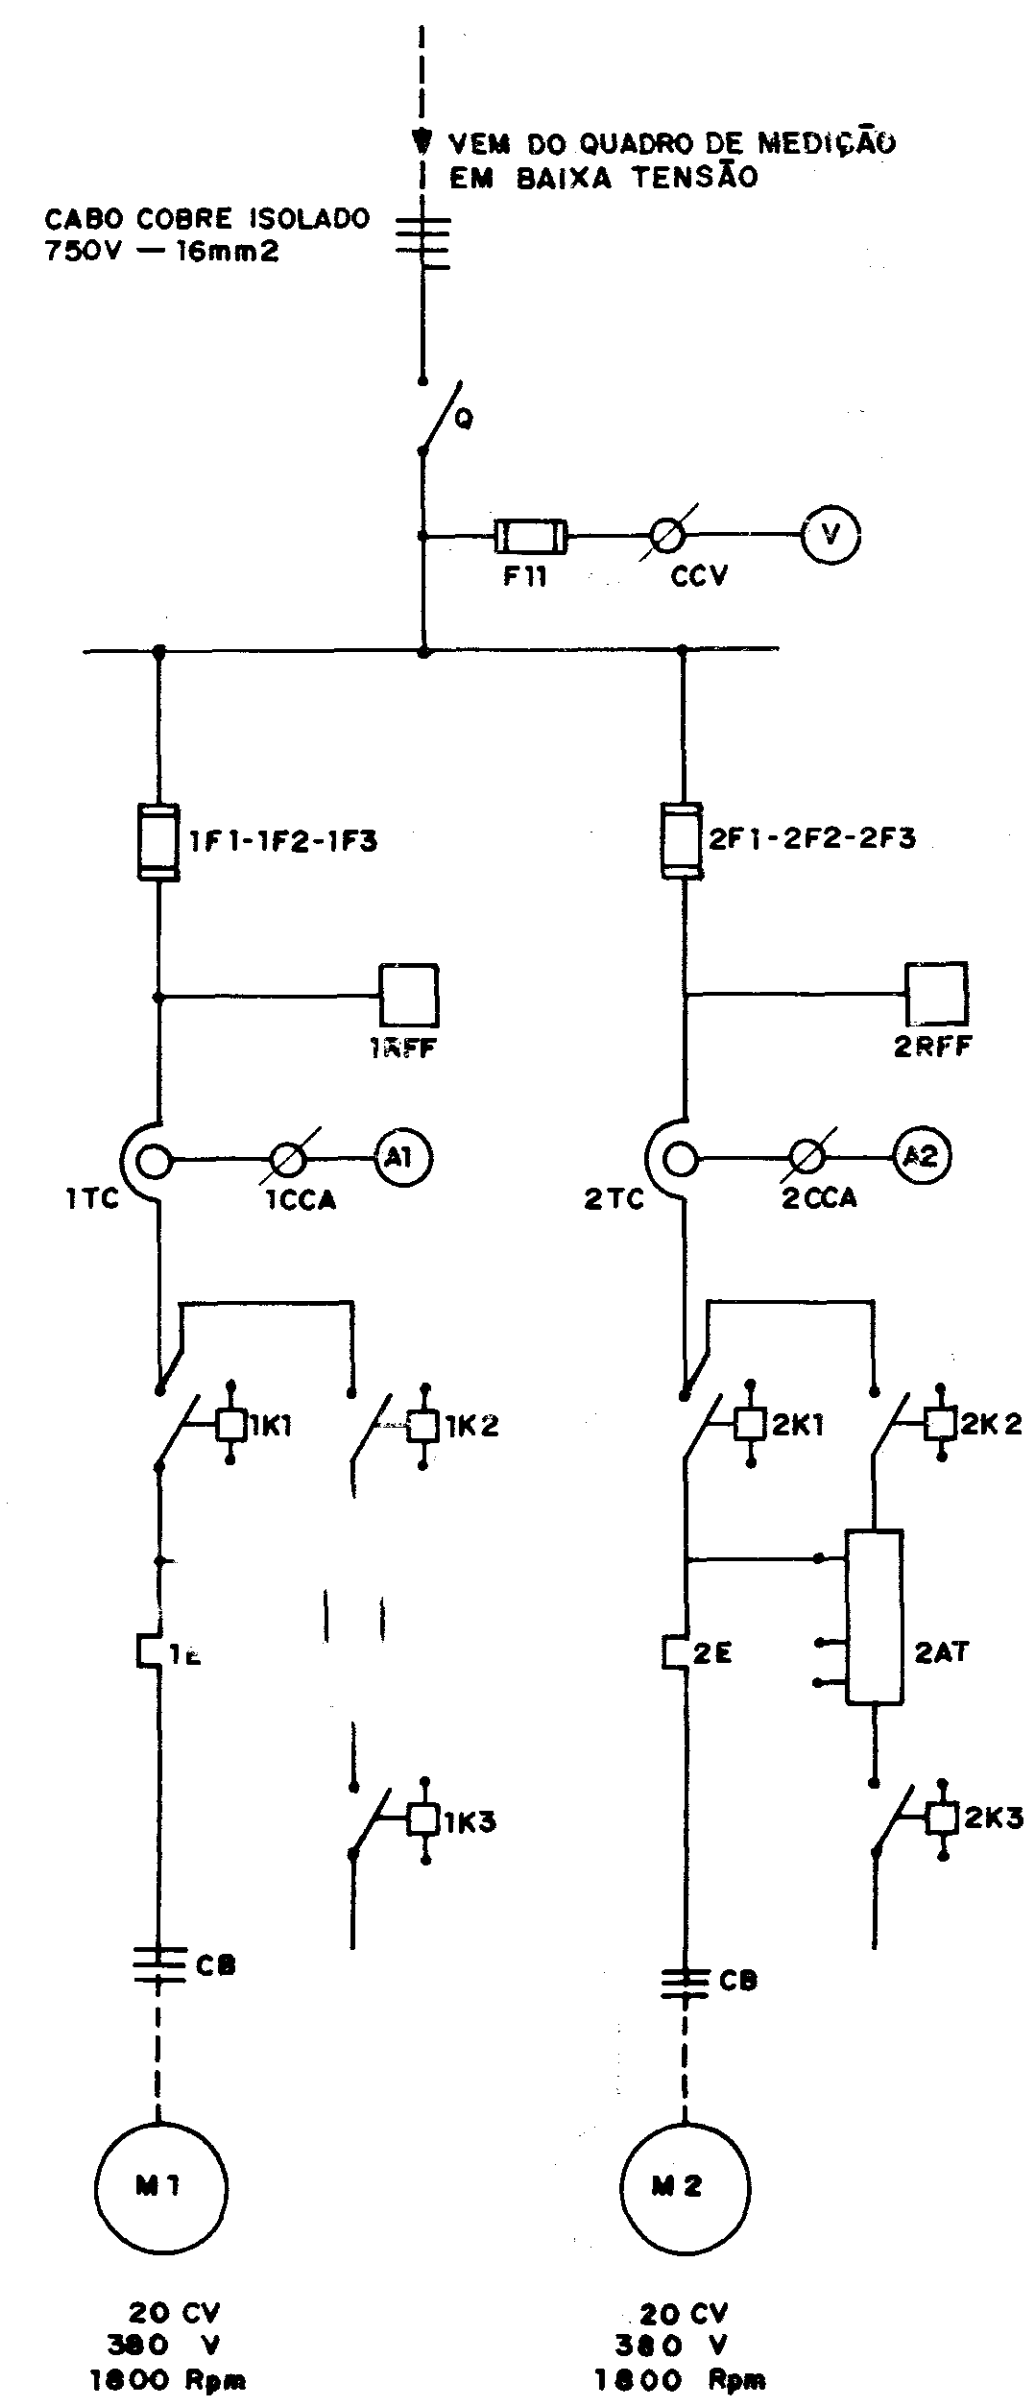 VEM DO QUADRO DE MEDIÇÃO
EM BAIXA TENSÃO
CABO COBRE ISOLADO
750V — 16mm2
Q
V
F11
CCV
1F1-1F2-1F3
2F1-2F2-2F3
1RFF
2RFF
A1
A2
1TC
1CCA
2TC
2CCA
1K1
1K2
2K1
2K2
1E
2E
2AT
1K3
2K3
CB
CB
M1
M2
20 CV
380 V
1800 Rpm
20 CV
380 V
1800 Rpm